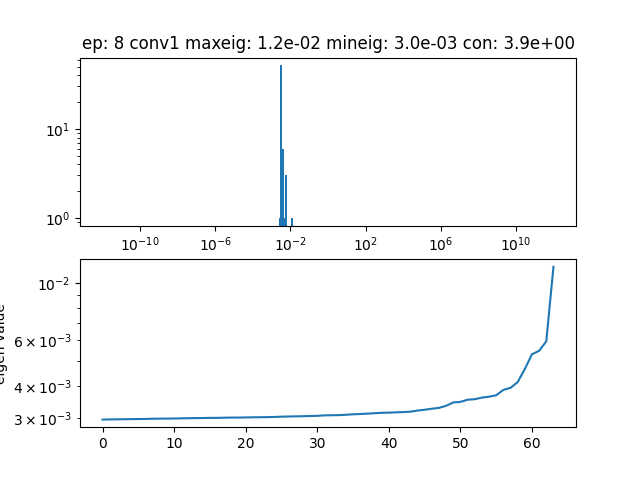 ep: 8 conv1 maxeig: 1.2e-02 mineig: 3.0e-03 con: 3.9e+00
10¹
10⁰
10⁻¹⁰ 10⁻⁶ 10⁻² 10² 10⁶ 10¹⁰
10⁻²
6 × 10⁻³
4 × 10⁻³
3 × 10⁻³
eigen value
0 10 20 30 40 50 60